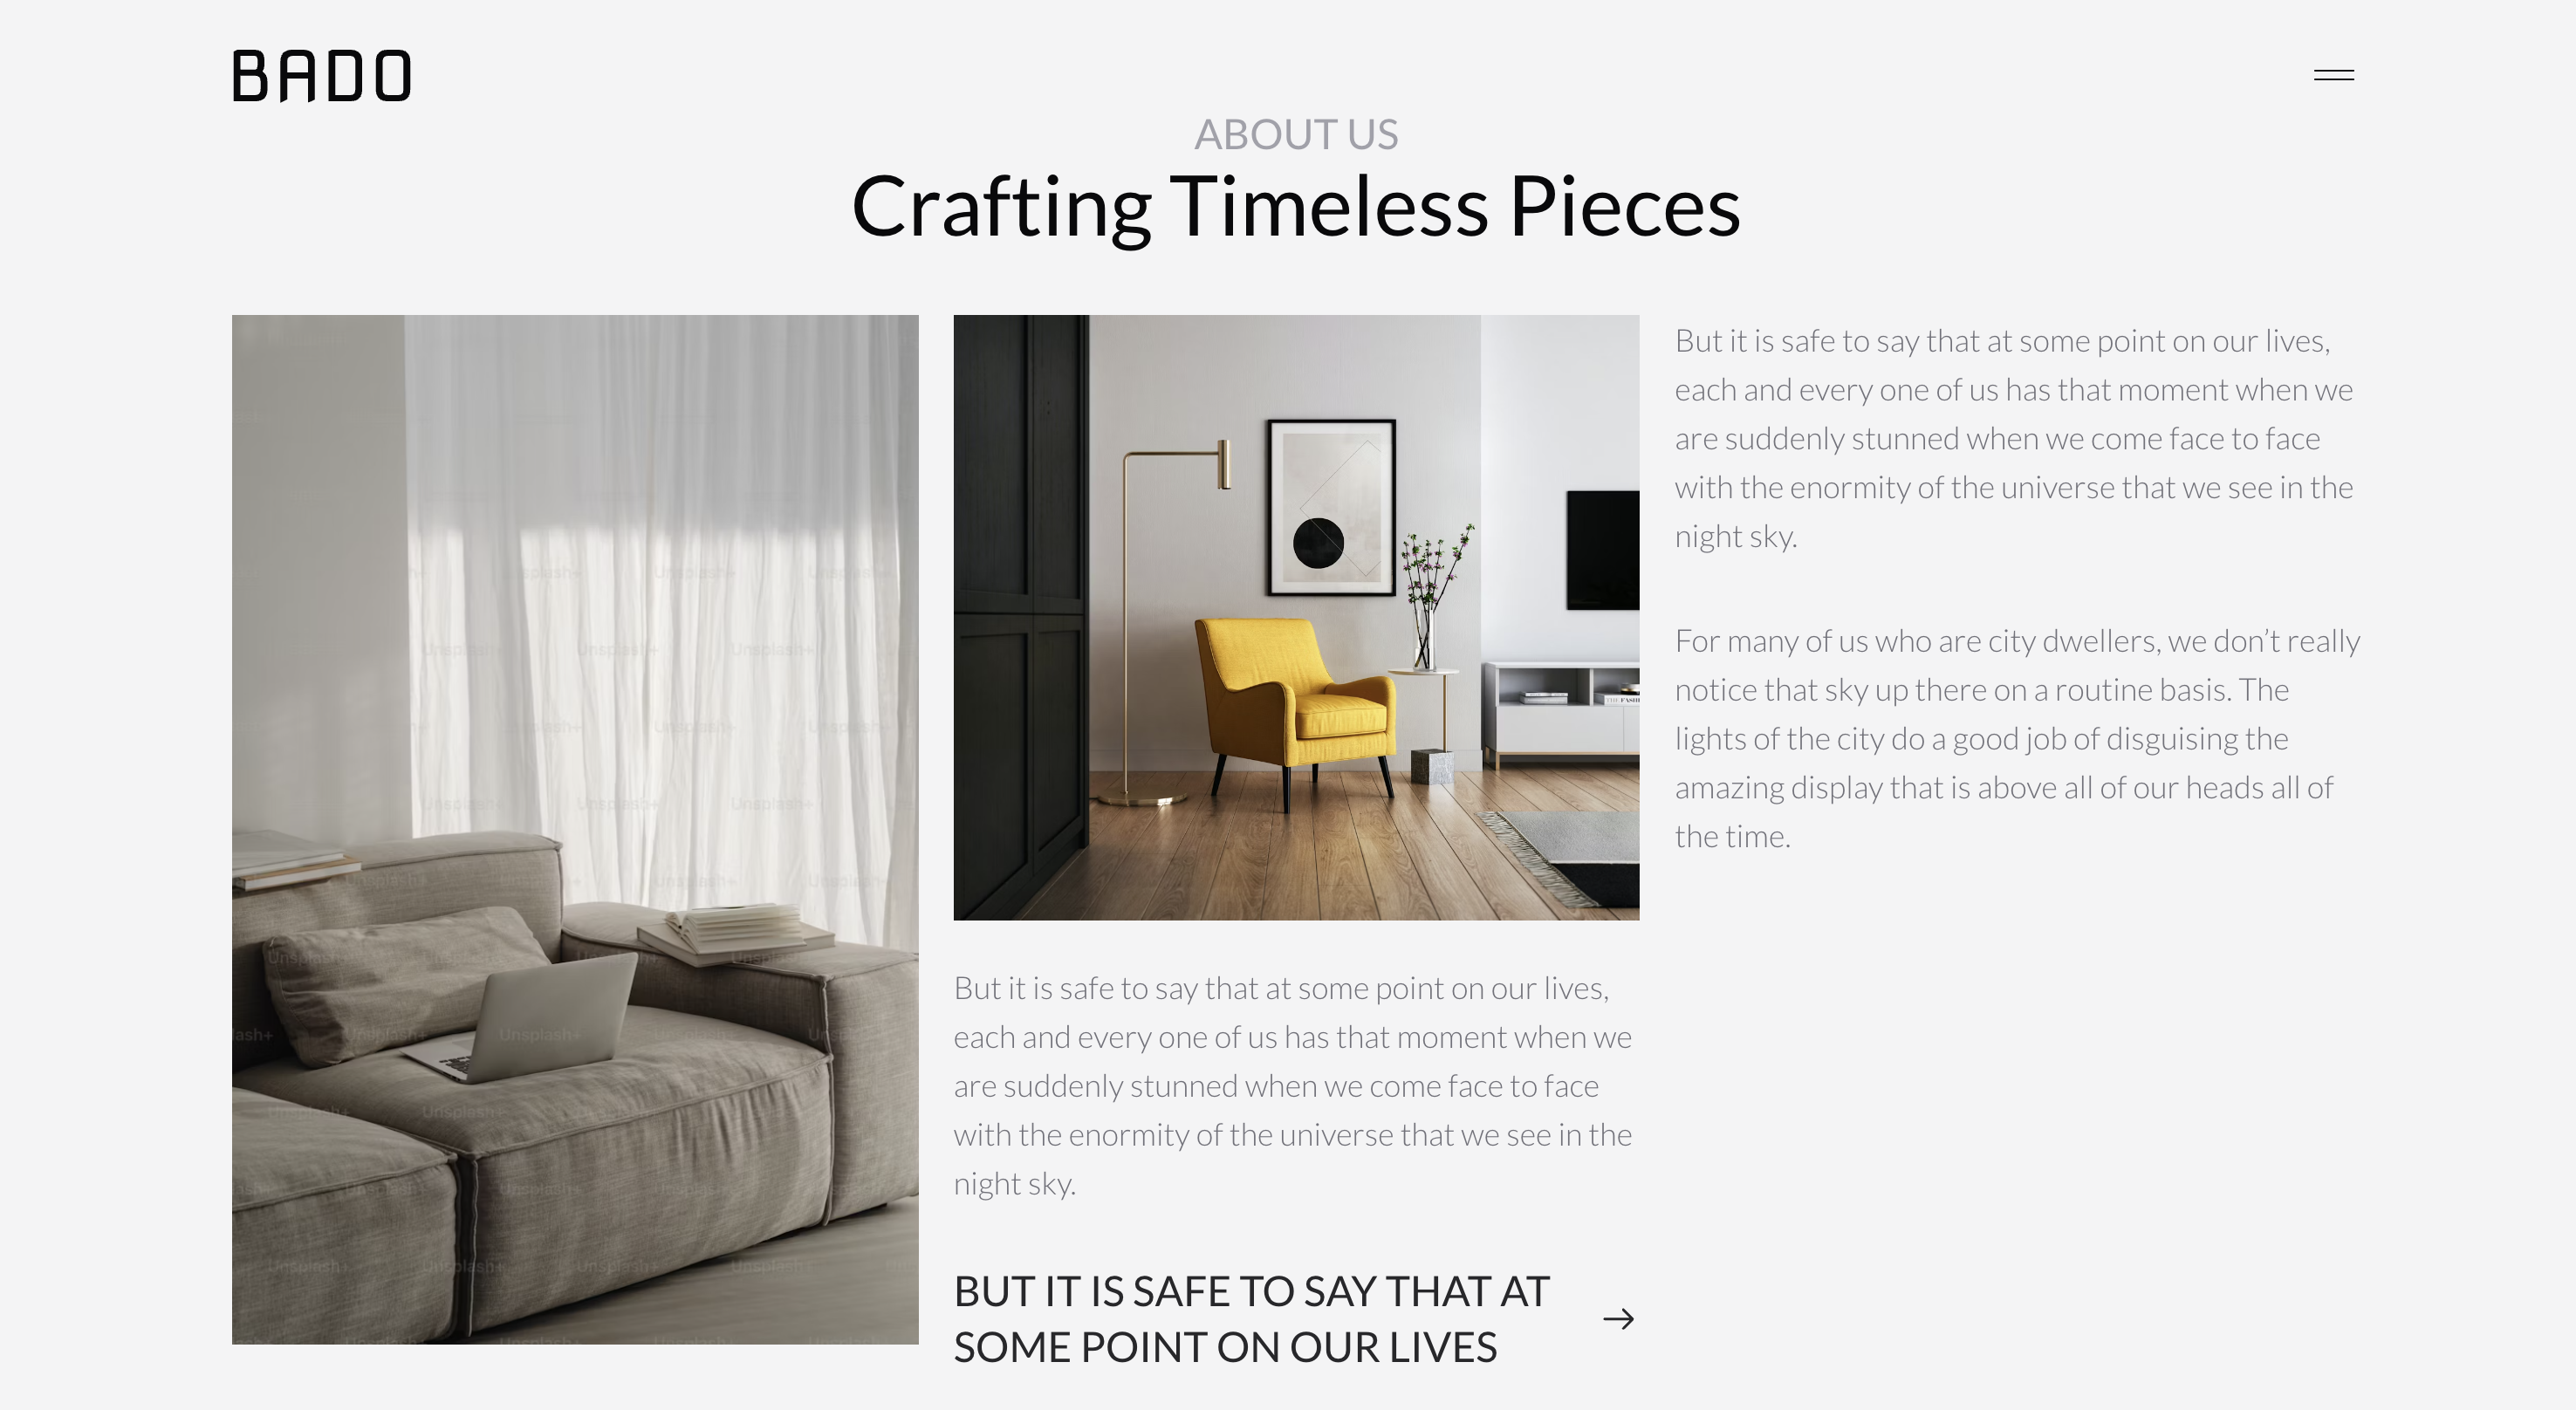 BADO
ABOUT US
Crafting Timeless Pieces
But it is safe to say that at some point on our lives,
each and every one of us has that moment when we
are suddenly stunned when we come face to face
with the enormity of the universe that we see in the
night sky.
For many of us who are city dwellers, we don’t really
notice that sky up there on a routine basis. The
lights of the city do a good job of disguising the
amazing display that is above all of our heads all of
the time.
But it is safe to say that at some point on our lives,
each and every one of us has that moment when we
are suddenly stunned when we come face to face
with the enormity of the universe that we see in the
night sky.
BUT IT IS SAFE TO SAY THAT AT
SOME POINT ON OUR LIVES
Unsplash+